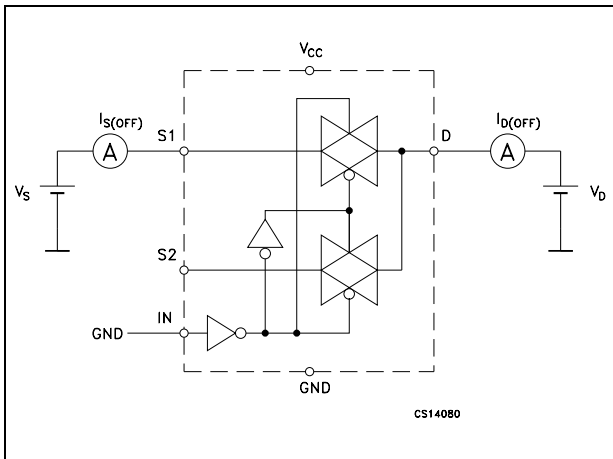 VCC
IS(OFF)
S1
D
ID(OFF)
A
A
VS
VD
S2
IN
GND
GND
CS14080